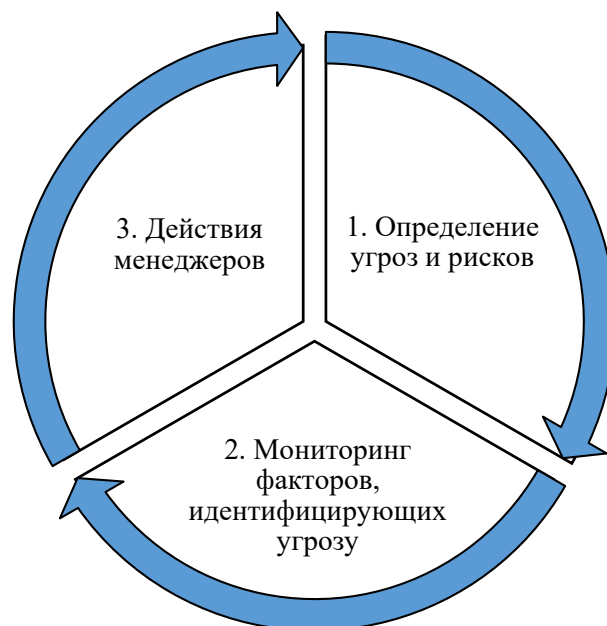 1. Определение
угроз и рисков
2. Мониторинг
факторов,
идентифицирующих
угрозу
3. Действия
менеджеров